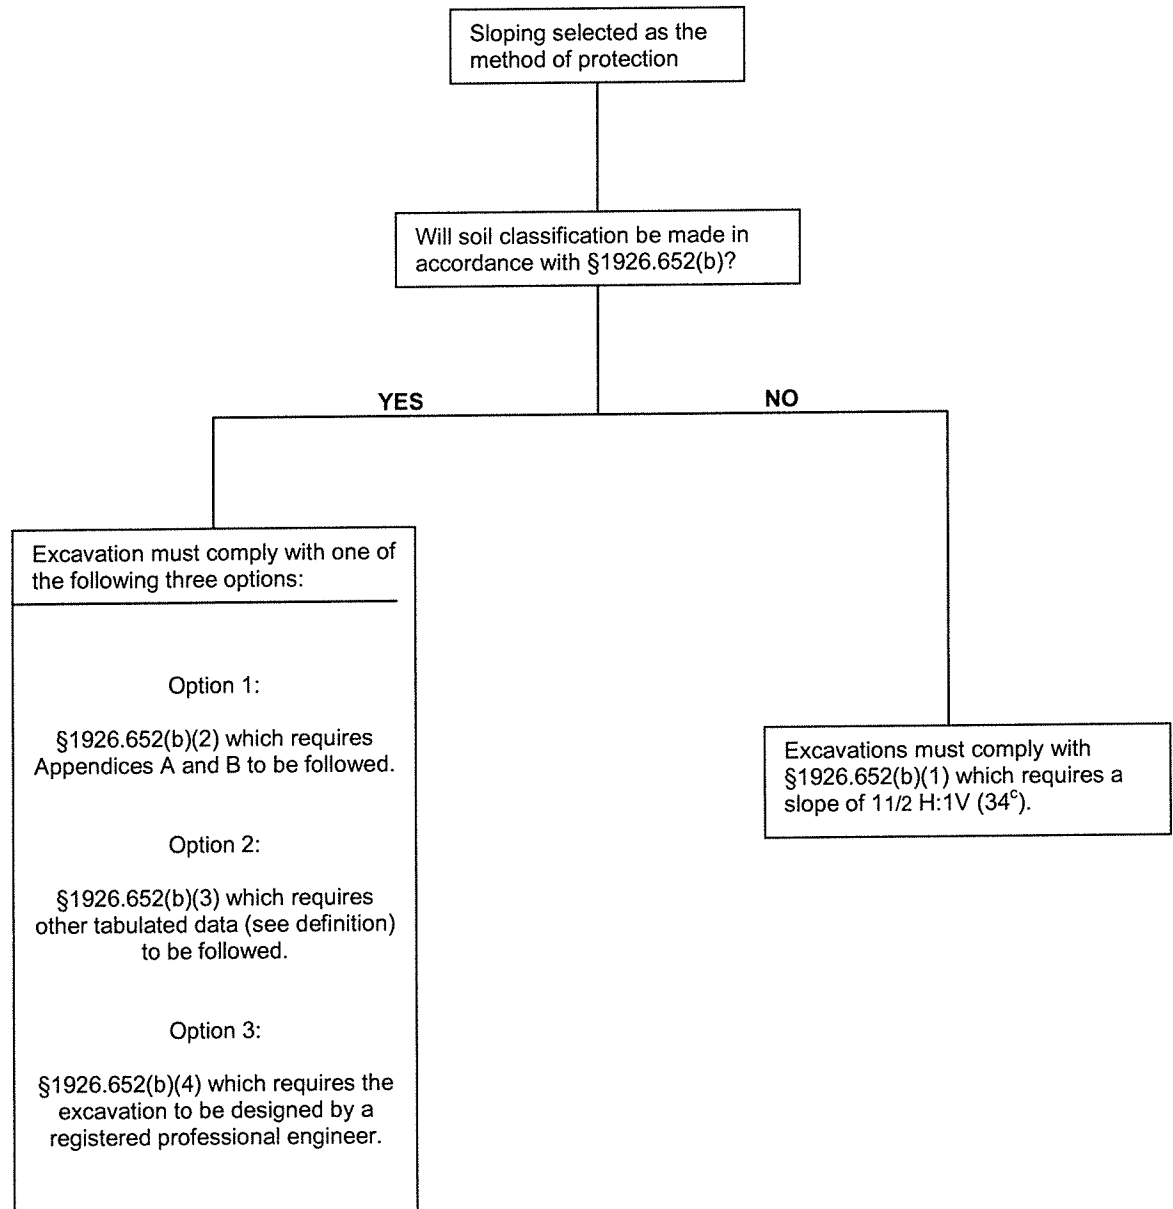 Sloping selected as the
method of protection
Will soil classification be made in
accordance with §1926.652(b)?
YES
NO
Excavation must comply with one of
the following three options:
Option 1:
§1926.652(b)(2) which requires
Appendices A and B to be followed.
Option 2:
§1926.652(b)(3) which requires
other tabulated data (see definition)
to be followed.
Option 3:
§1926.652(b)(4) which requires the
excavation to be designed by a
registered professional engineer.
Excavations must comply with
§1926.652(b)(1) which requires a
slope of 11/2 H:1V (34ᶜ).